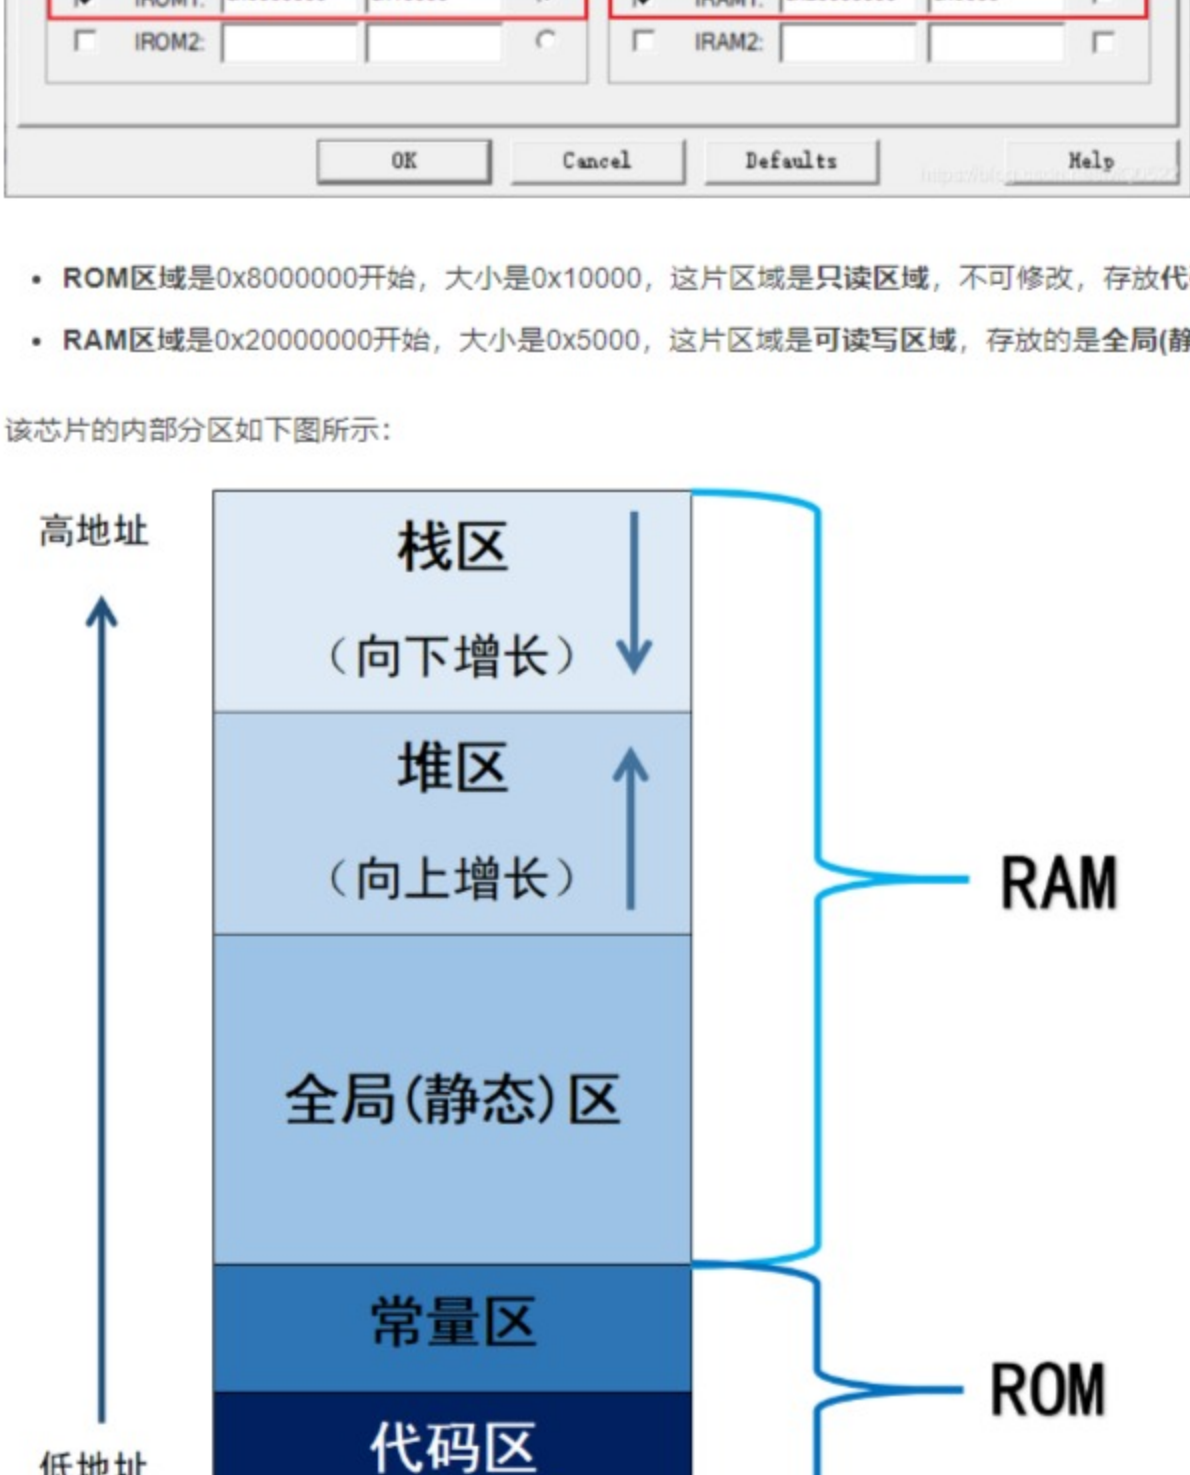 IROM1:
IRAM1:
IROM2:
IRAM2:
OK Cancel Defaults Help
• ROM区域是0x8000000开始，大小是0x10000，这片区域是只读区域，不可修改，存放代
• RAM区域是0x20000000开始，大小是0x5000，这片区域是可读写区域，存放的是全局(静
该芯片的内部分区如下图所示：
高地址
栈区
（向下增长）
堆区
（向上增长）
RAM
全局(静态)区
常量区
ROM
代码区
低地址